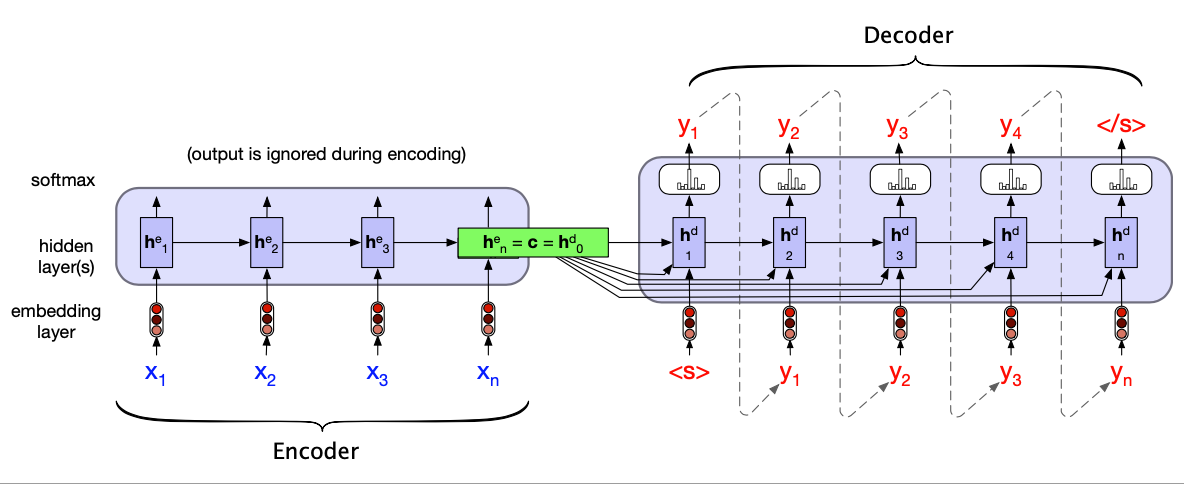 Decoder
y1 y2 y3 y4 </s>
(output is ignored during encoding)
softmax
hidden
layer(s)
he1 he2 he3 hen = c = hd0 hd1 hd2 hd3 hd4 hdn
embedding
layer
x1 x2 x3 xn <s> y1 y2 y3 yn
Encoder